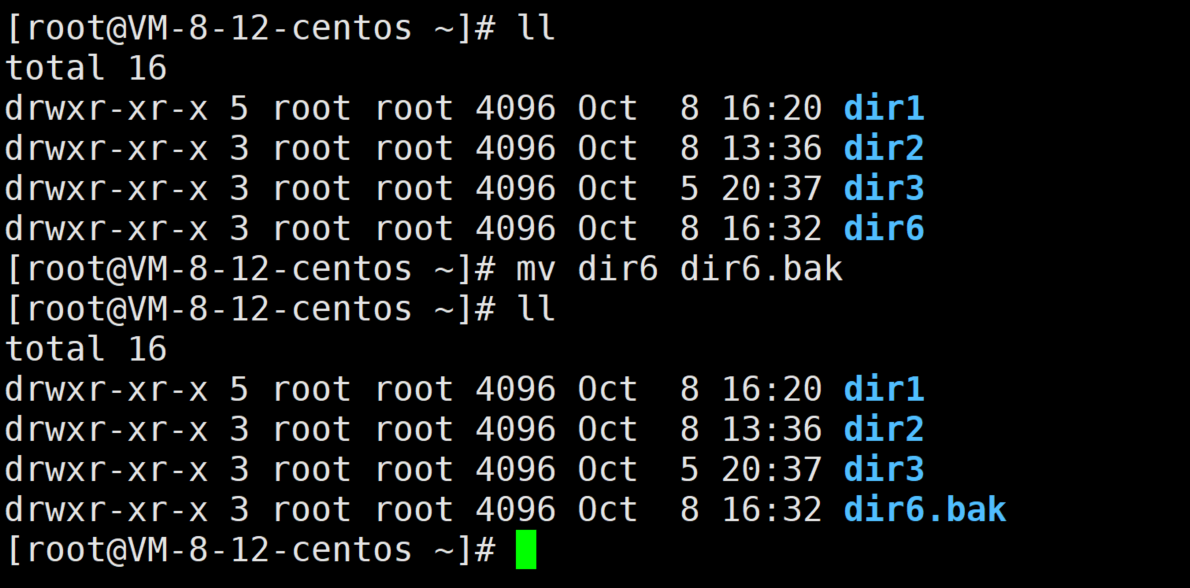 [root@VM-8-12-centos ~]# ll
total 16
drwxr-xr-x 5 root root 4096 Oct  8 16:20 dir1
drwxr-xr-x 3 root root 4096 Oct  8 13:36 dir2
drwxr-xr-x 3 root root 4096 Oct  5 20:37 dir3
drwxr-xr-x 3 root root 4096 Oct  8 16:32 dir6
[root@VM-8-12-centos ~]# mv dir6 dir6.bak
[root@VM-8-12-centos ~]# ll
total 16
drwxr-xr-x 5 root root 4096 Oct  8 16:20 dir1
drwxr-xr-x 3 root root 4096 Oct  8 13:36 dir2
drwxr-xr-x 3 root root 4096 Oct  5 20:37 dir3
drwxr-xr-x 3 root root 4096 Oct  8 16:32 dir6.bak
[root@VM-8-12-centos ~]#